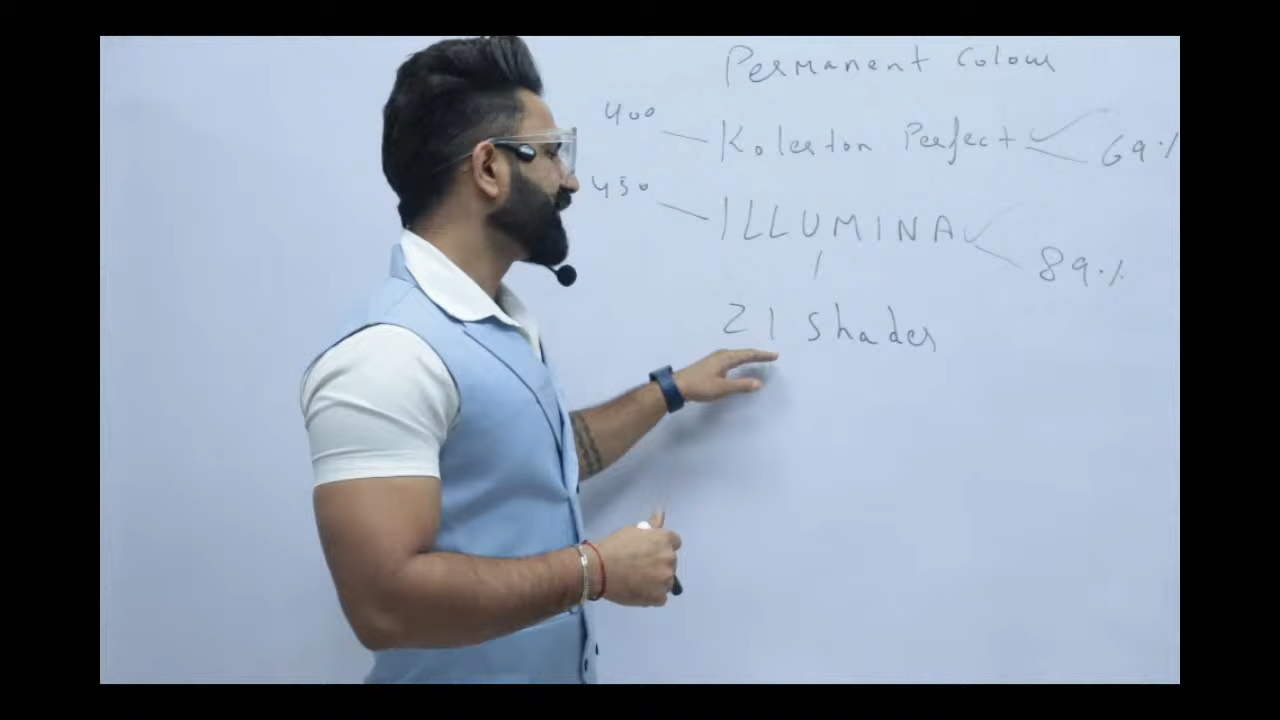 Permanent Colour
400 Koleston Perfect 69%
450 ILLUMINA 89%
21 Shades